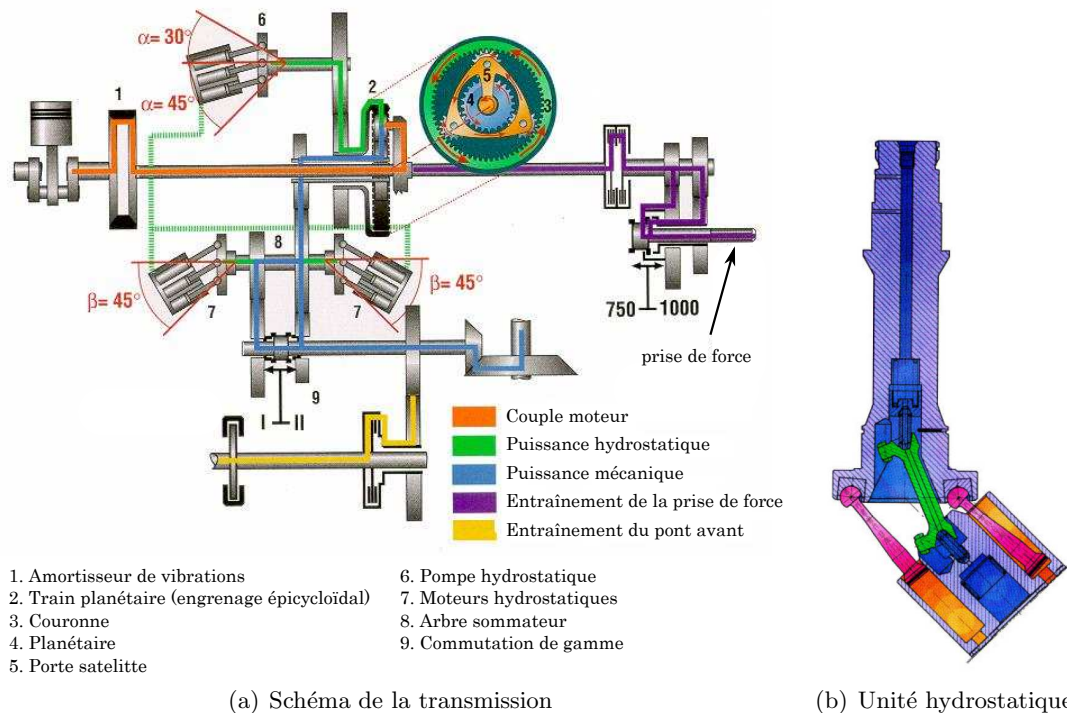 α= 30°
6
1
α= 45°
2
5
4
3
8
β= 45°
7
7
β= 45°
750
1000
prise de force
9
I
II
Couple moteur
Puissance hydrostatique
Puissance mécanique
Entraînement de la prise de force
Entraînement du pont avant
1. Amortisseur de vibrations
2. Train planétaire (engrenage épicycloïdal)
3. Couronne
4. Planétaire
5. Porte satelitte
6. Pompe hydrostatique
7. Moteurs hydrostatiques
8. Arbre sommateur
9. Commutation de gamme
(a) Schéma de la transmission
(b) Unité hydrostatique